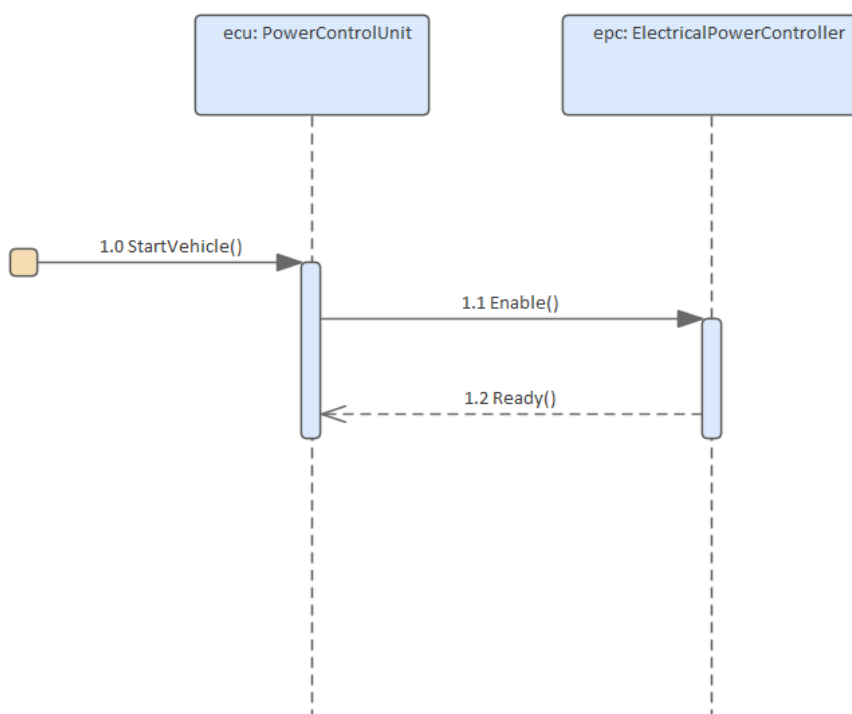 ecu: PowerControlUnit
epc: ElectricalPowerController
1.0 StartVehicle()
1.1 Enable()
1.2 Ready()